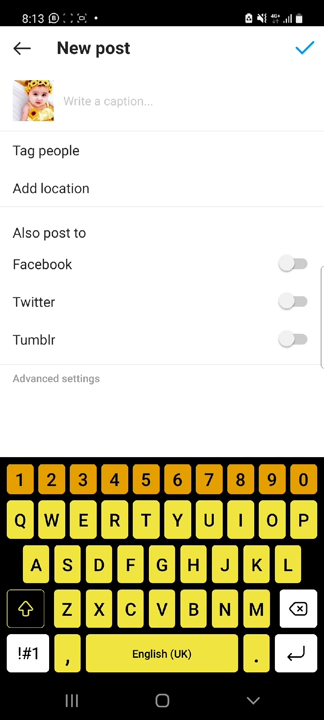 8:13
4G+
New post
Write a caption...
Tag people
Add location
Also post to
Facebook
Twitter
Tumblr
Advanced settings
1 2 3 4 5 6 7 8 9 0
Q W E R T Y U I O P
A S D F G H J K L
Z X C V B N M
!#1 , English (UK) .